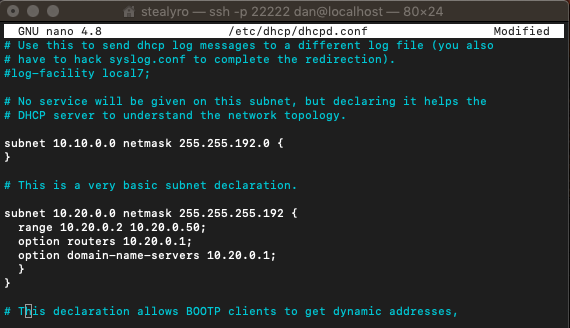 stealyro — ssh -p 22222 dan@localhost — 80×24
GNU nano 4.8 /etc/dhcp/dhcpd.conf Modified
# Use this to send dhcp log messages to a different log file (you also
# have to hack syslog.conf to complete the redirection).
#log-facility local7;
# No service will be given on this subnet, but declaring it helps the
# DHCP server to understand the network topology.
subnet 10.10.0.0 netmask 255.255.192.0 {
}
# This is a very basic subnet declaration.
subnet 10.20.0.0 netmask 255.255.255.192 {
range 10.20.0.2 10.20.0.50;
option routers 10.20.0.1;
option domain-name-servers 10.20.0.1;
}
}
# This declaration allows BOOTP clients to get dynamic addresses,